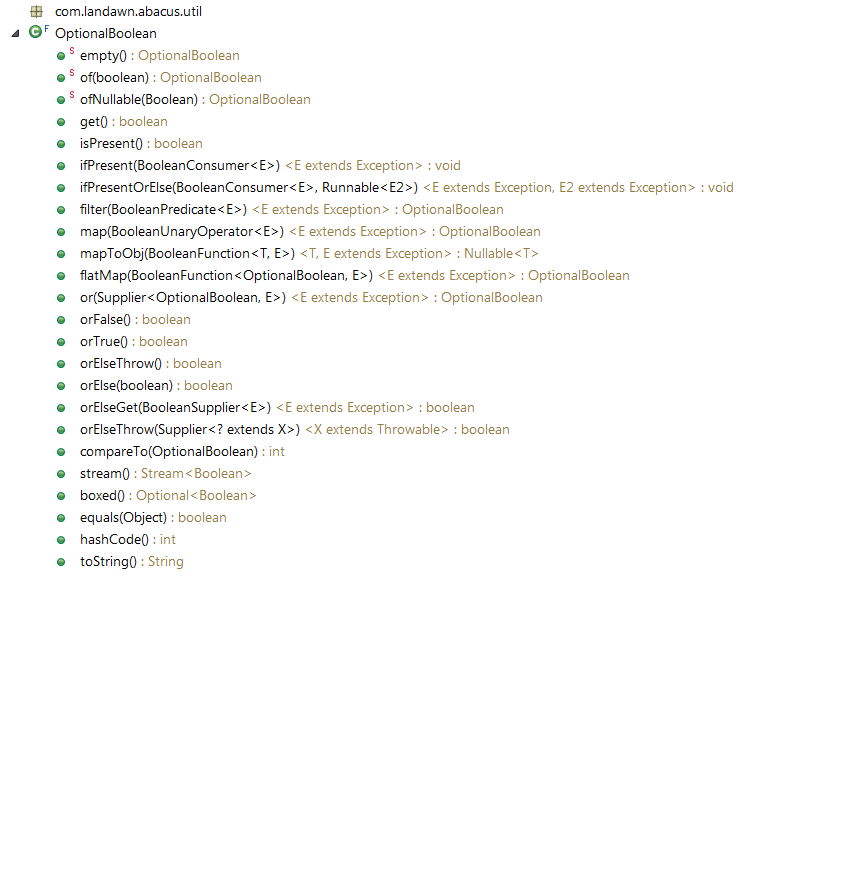 com.landawn.abacus.util
C F OptionalBoolean
S empty() : OptionalBoolean
S of(boolean) : OptionalBoolean
S ofNullable(Boolean) : OptionalBoolean
get() : boolean
isPresent() : boolean
ifPresent(BooleanConsumer<E>) <E extends Exception> : void
ifPresentOrElse(BooleanConsumer<E>, Runnable<E2>) <E extends Exception, E2 extends Exception> : void
filter(BooleanPredicate<E>) <E extends Exception> : OptionalBoolean
map(BooleanUnaryOperator<E>) <E extends Exception> : OptionalBoolean
mapToObj(BooleanFunction<T, E>) <T, E extends Exception> : Nullable<T>
flatMap(BooleanFunction<OptionalBoolean, E>) <E extends Exception> : OptionalBoolean
or(Supplier<OptionalBoolean, E>) <E extends Exception> : OptionalBoolean
orFalse() : boolean
orTrue() : boolean
orElseThrow() : boolean
orElse(boolean) : boolean
orElseGet(BooleanSupplier<E>) <E extends Exception> : boolean
orElseThrow(Supplier<? extends X>) <X extends Throwable> : boolean
compareTo(OptionalBoolean) : int
stream() : Stream<Boolean>
boxed() : Optional<Boolean>
equals(Object) : boolean
hashCode() : int
toString() : String